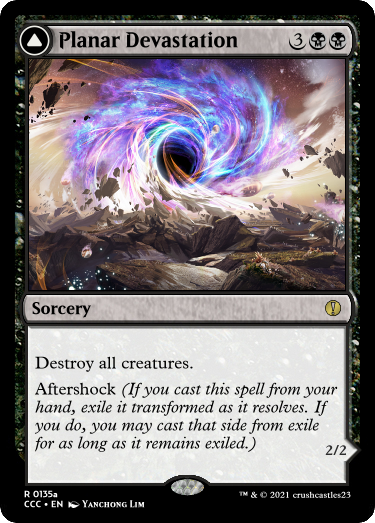 Planar Devastation 3
Sorcery
Destroy all creatures.
Aftershock (If you cast this spell from your
hand, exile it transformed as it resolves. If
you do, you may cast that side from exile
for as long as it remains exiled.)
2/2
R 0135a
CCC • EN Yanchong Lim
™ & © 2021 crushcastles23